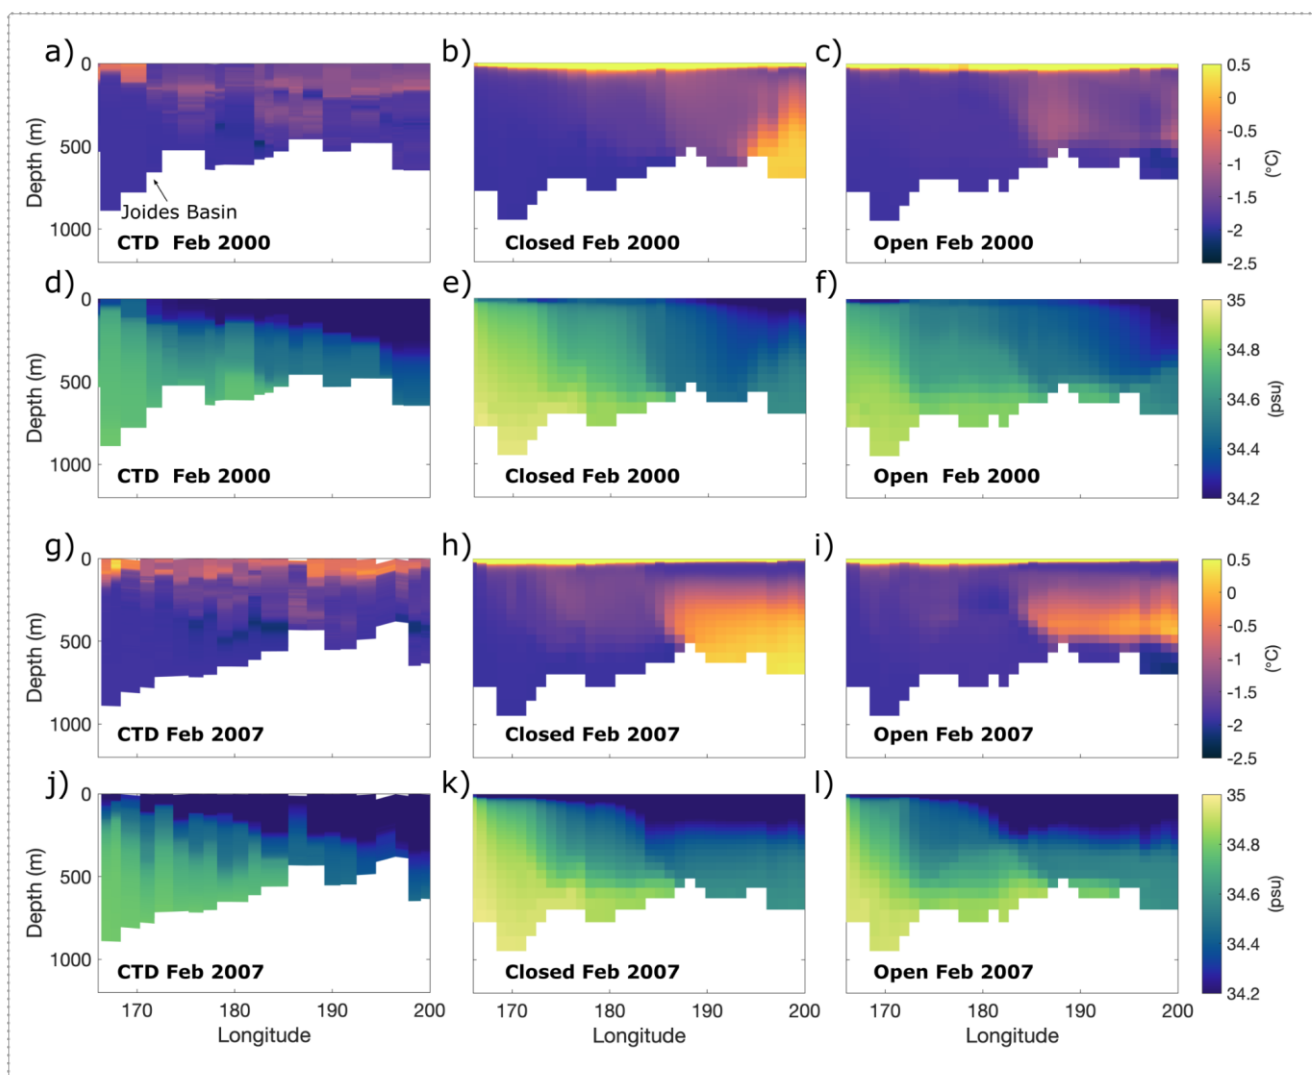 a) b) c)
0 0.5
Depth (m) 500 0
Joides Basin -0.5
1000 -1 (°C)
CTD Feb 2000 Closed Feb 2000 Open Feb 2000 -1.5
-2
-2.5
d) e) f)
0 35
Depth (m) 500 34.8
1000 34.6 (psu)
CTD Feb 2000 Closed Feb 2000 Open Feb 2000 34.4
34.2
g) h) i)
0 0.5
Depth (m) 500 0
1000 -0.5
CTD Feb 2007 Closed Feb 2007 Open Feb 2007 -1 (°C)
-1.5
-2
-2.5
j) k) l)
0 35
Depth (m) 500 34.8
1000 34.6 (psu)
CTD Feb 2007 Closed Feb 2007 Open Feb 2007 34.4
34.2
170 180 190 200 170 180 190 200 170 180 190 200
Longitude Longitude Longitude